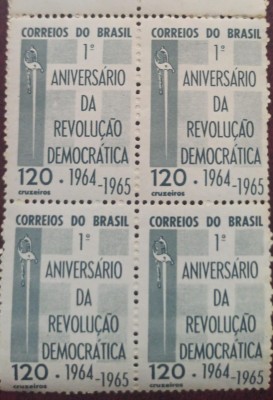 CORREIOS DO BRASIL
1º
ANIVERSÁRIO
DA
REVOLUÇÃO
DEMOCRÁTICA
120 • 1964-1965
cruzeiros
CORREIOS DO BRASIL
1º
ANIVERSÁRIO
DA
REVOLUÇÃO
DEMOCRÁTICA
120 • 1964-1965
cruzeiros
CORREIOS DO BRASIL
1º
ANIVERSÁRIO
DA
REVOLUÇÃO
DEMOCRÁTICA
120 • 1964-1965
cruzeiros
CORREIOS DO BRASIL
1º
ANIVERSÁRIO
DA
REVOLUÇÃO
DEMOCRÁTICA
120 • 1964-1965
cruzeiros